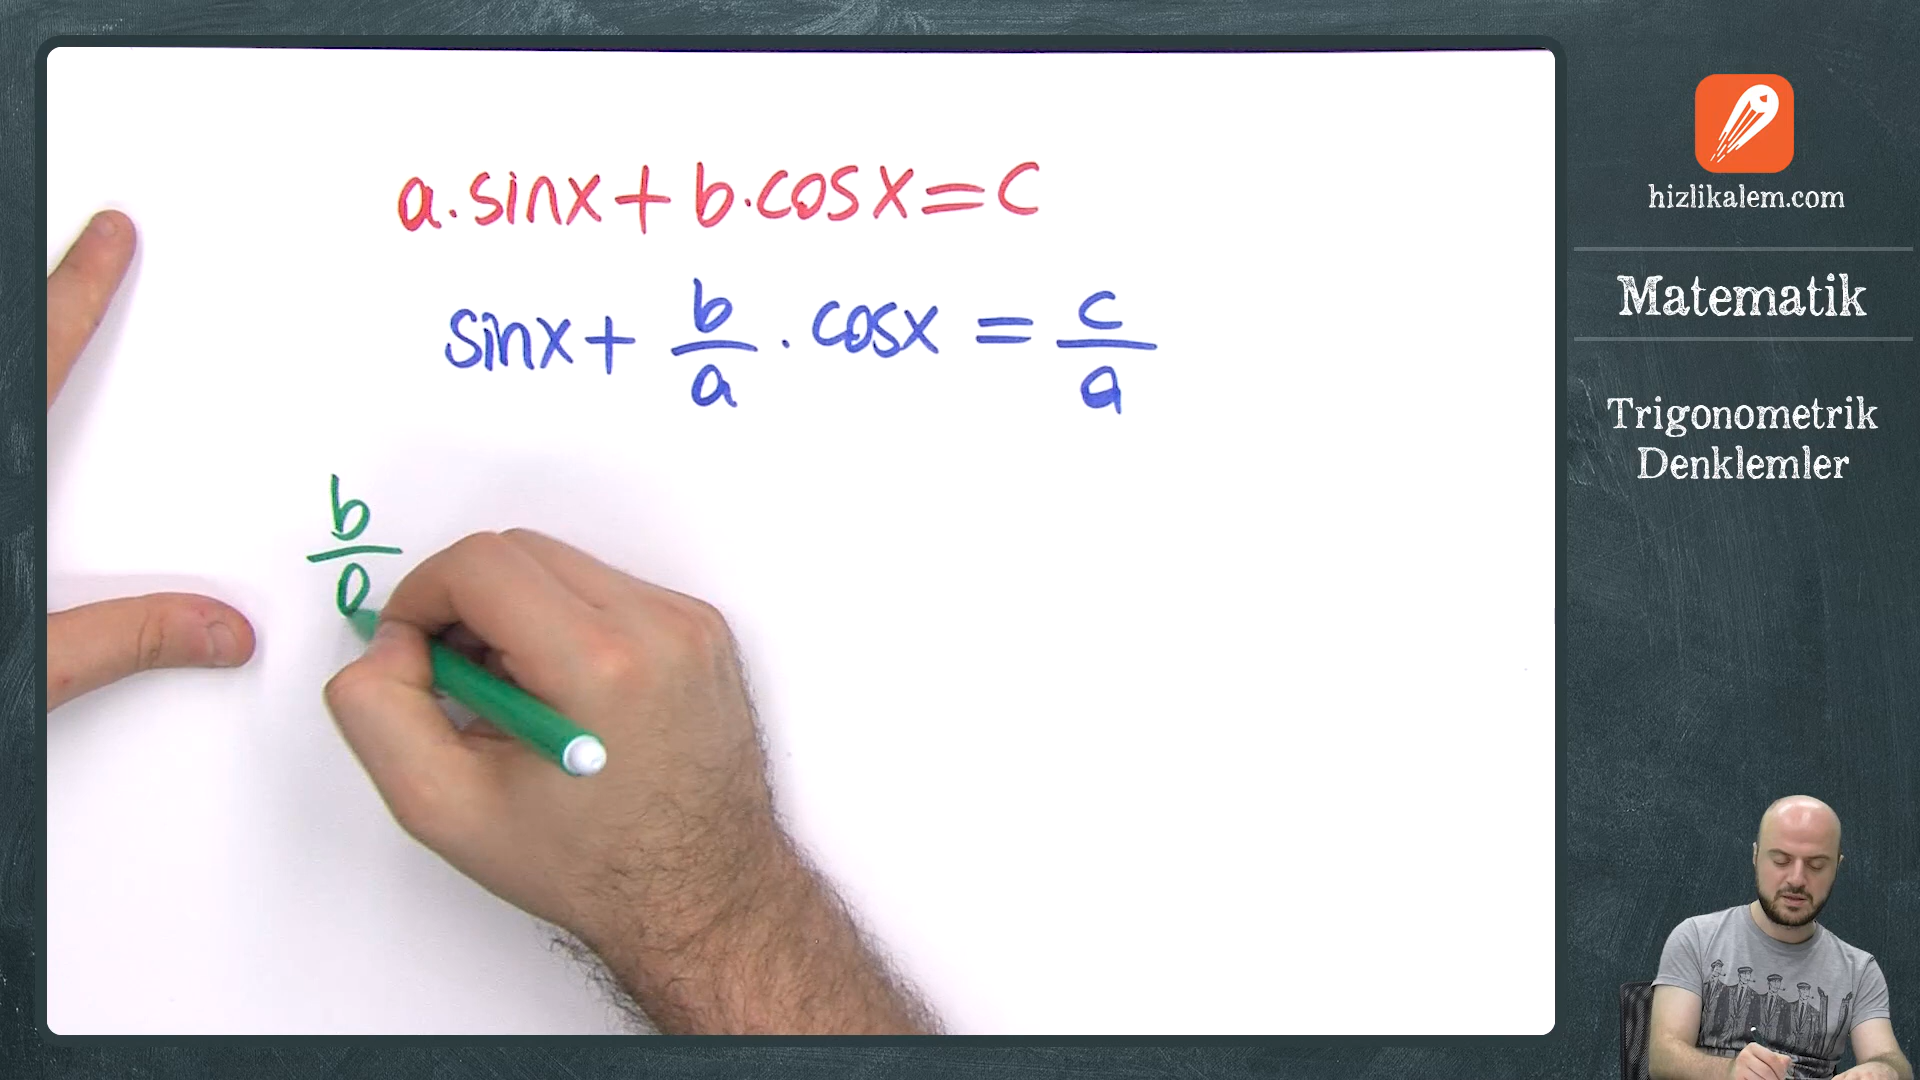 a.sinx+b.cosx=c
sinx+ b/a . cosx = c/a
b/a
hizlikalem.com
Matematik
Trigonometrik
Denklemler